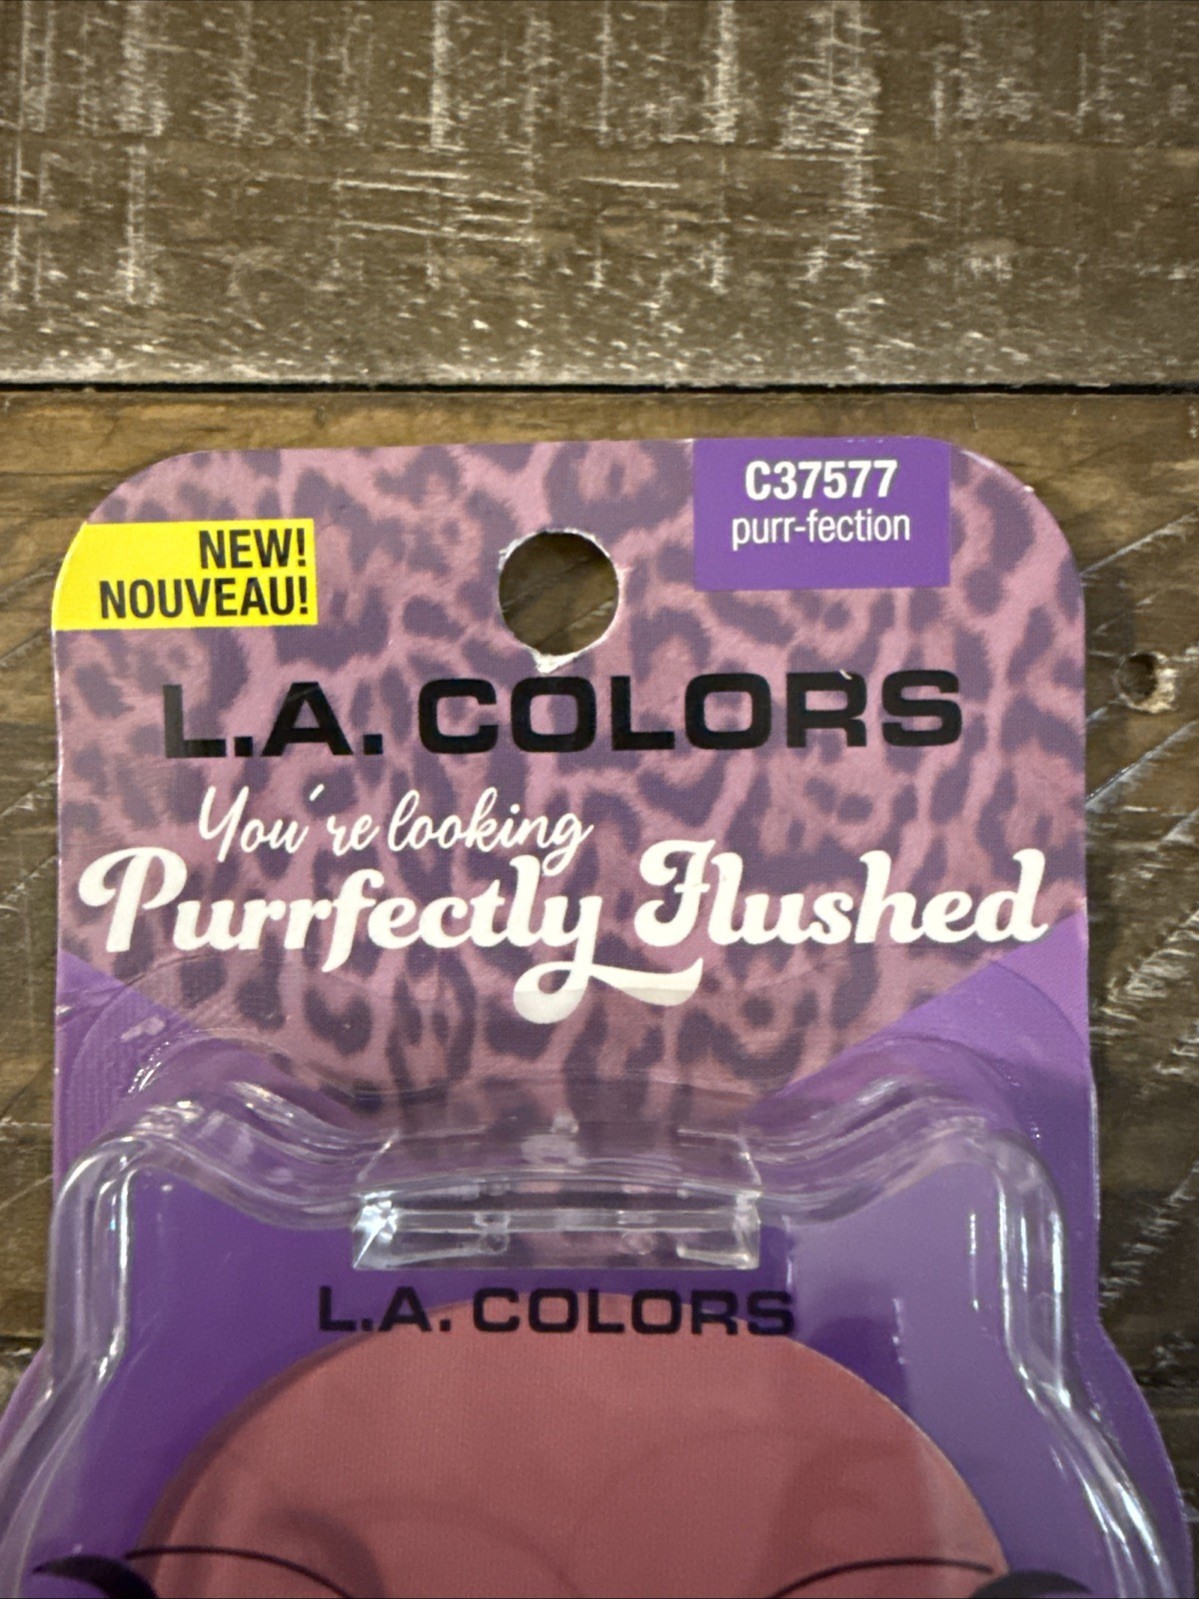 C37577
purr-fection
NEW!
NOUVEAU!
L.A. COLORS
You're looking
Purrfectly Flushed
L.A. COLORS